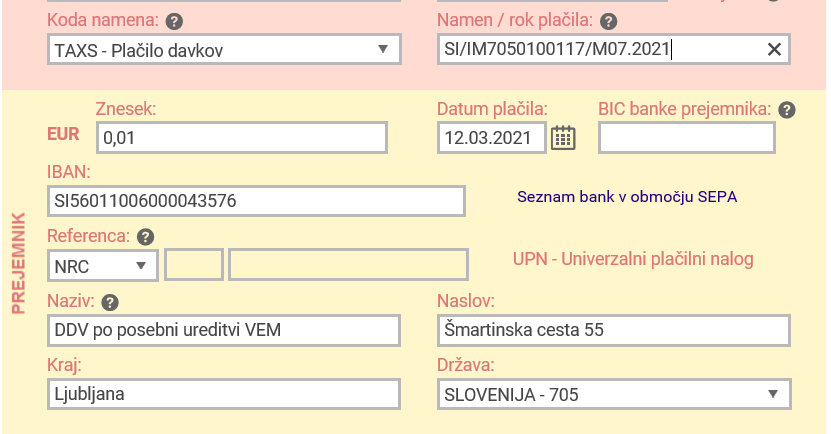 Koda namena: ?
Namen / rok plačila: ?
TAXS - Plačilo davkov
SI/IM7050100117/M07.2021
Znesek:
Datum plačila:
BIC banke prejemnika: ?
EUR
0,01
12.03.2021
IBAN:
SI56011006000043576
Seznam bank v območju SEPA
PREJEMNIK
Referenca: ?
NRC
UPN - Univerzalni plačilni nalog
Naziv: ?
Naslov:
DDV po posebni ureditvi VEM
Šmartinska cesta 55
Kraj:
Država:
Ljubljana
SLOVENIJA - 705